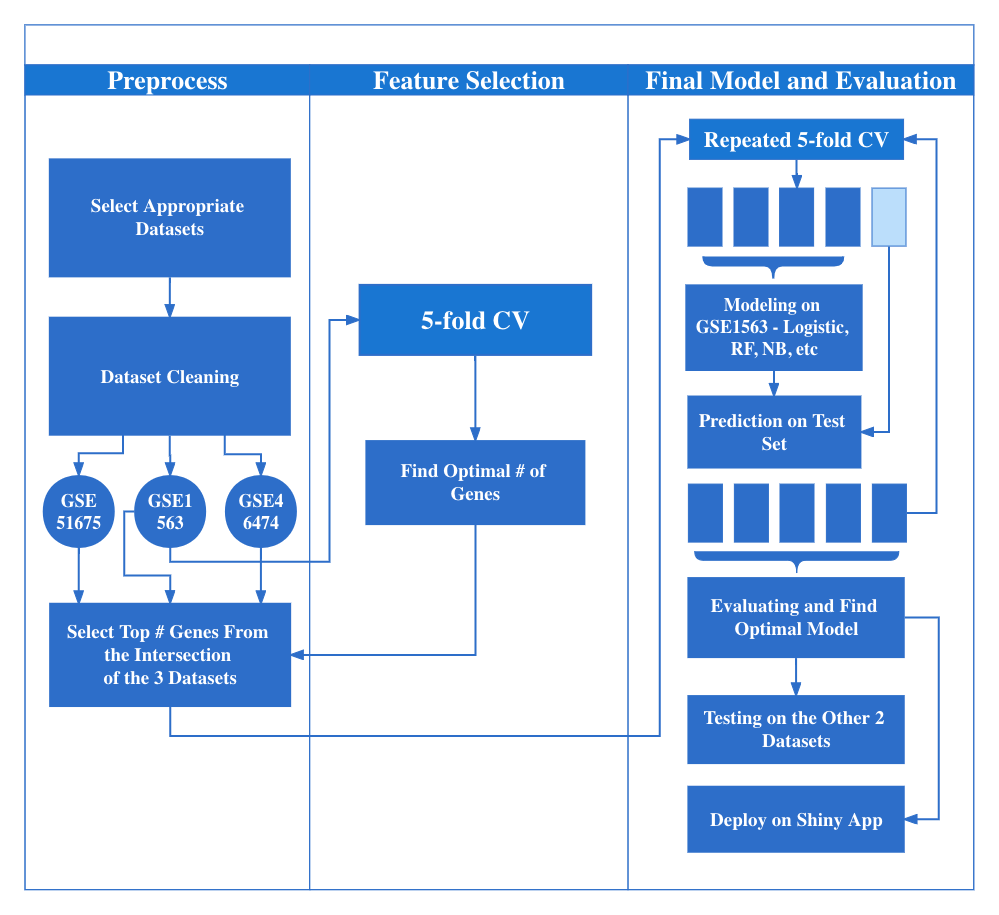 Preprocess
Feature Selection
Final Model and Evaluation
Select Appropriate
Datasets
Dataset Cleaning
GSE
51675
GSE1
563
GSE4
6474
Select Top # Genes From
the Intersection
of the 3 Datasets
5-fold CV
Find Optimal # of
Genes
Repeated 5-fold CV
Modeling on
GSE1563 - Logistic,
RF, NB, etc
Prediction on Test
Set
Evaluating and Find
Optimal Model
Testing on the Other 2
Datasets
Deploy on Shiny App